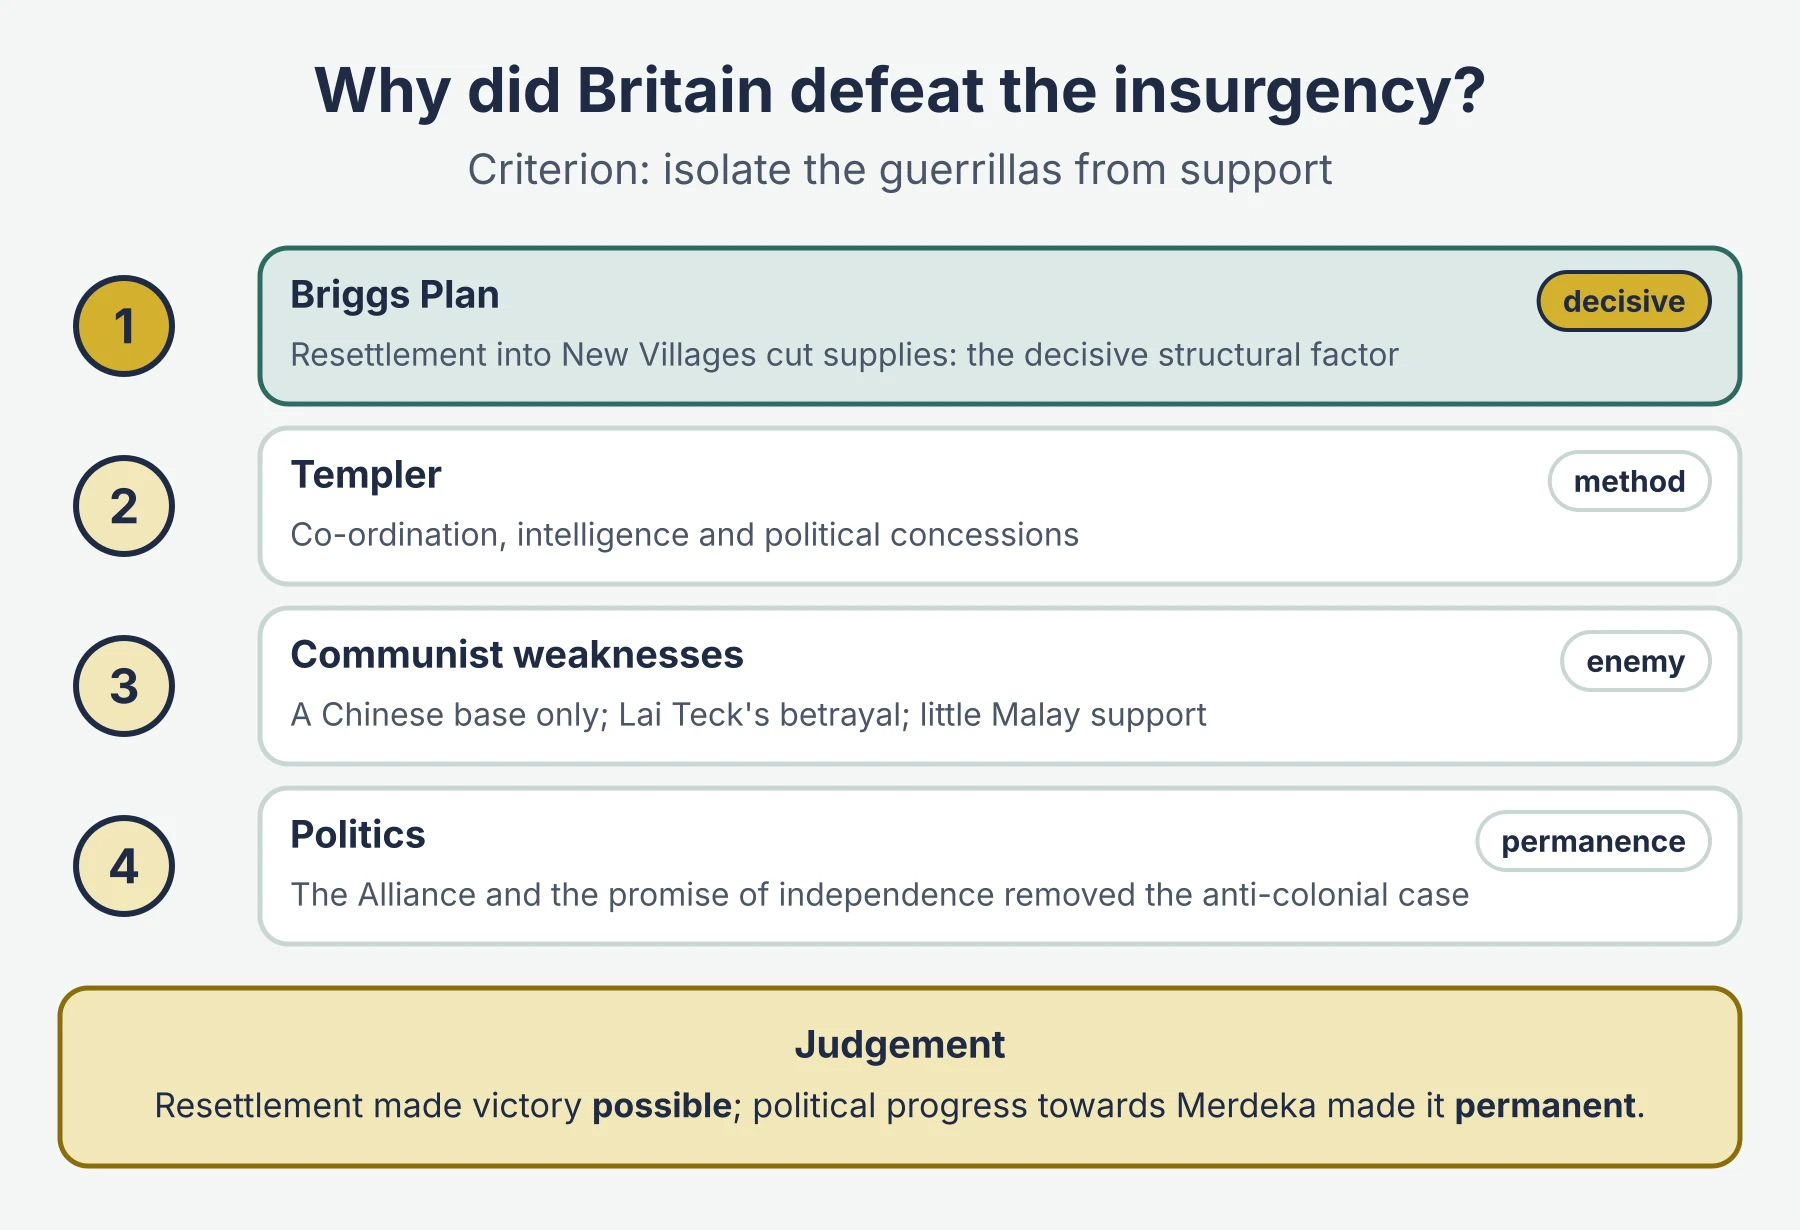 Why did Britain defeat the insurgency?
Criterion: isolate the guerrillas from support
1
Briggs Plan
decisive
Resettlement into New Villages cut supplies: the decisive structural factor
2
Templer
method
Co-ordination, intelligence and political concessions
3
Communist weaknesses
enemy
A Chinese base only; Lai Teck's betrayal; little Malay support
4
Politics
permanence
The Alliance and the promise of independence removed the anti-colonial case
Judgement
Resettlement made victory possible; political progress towards Merdeka made it permanent.